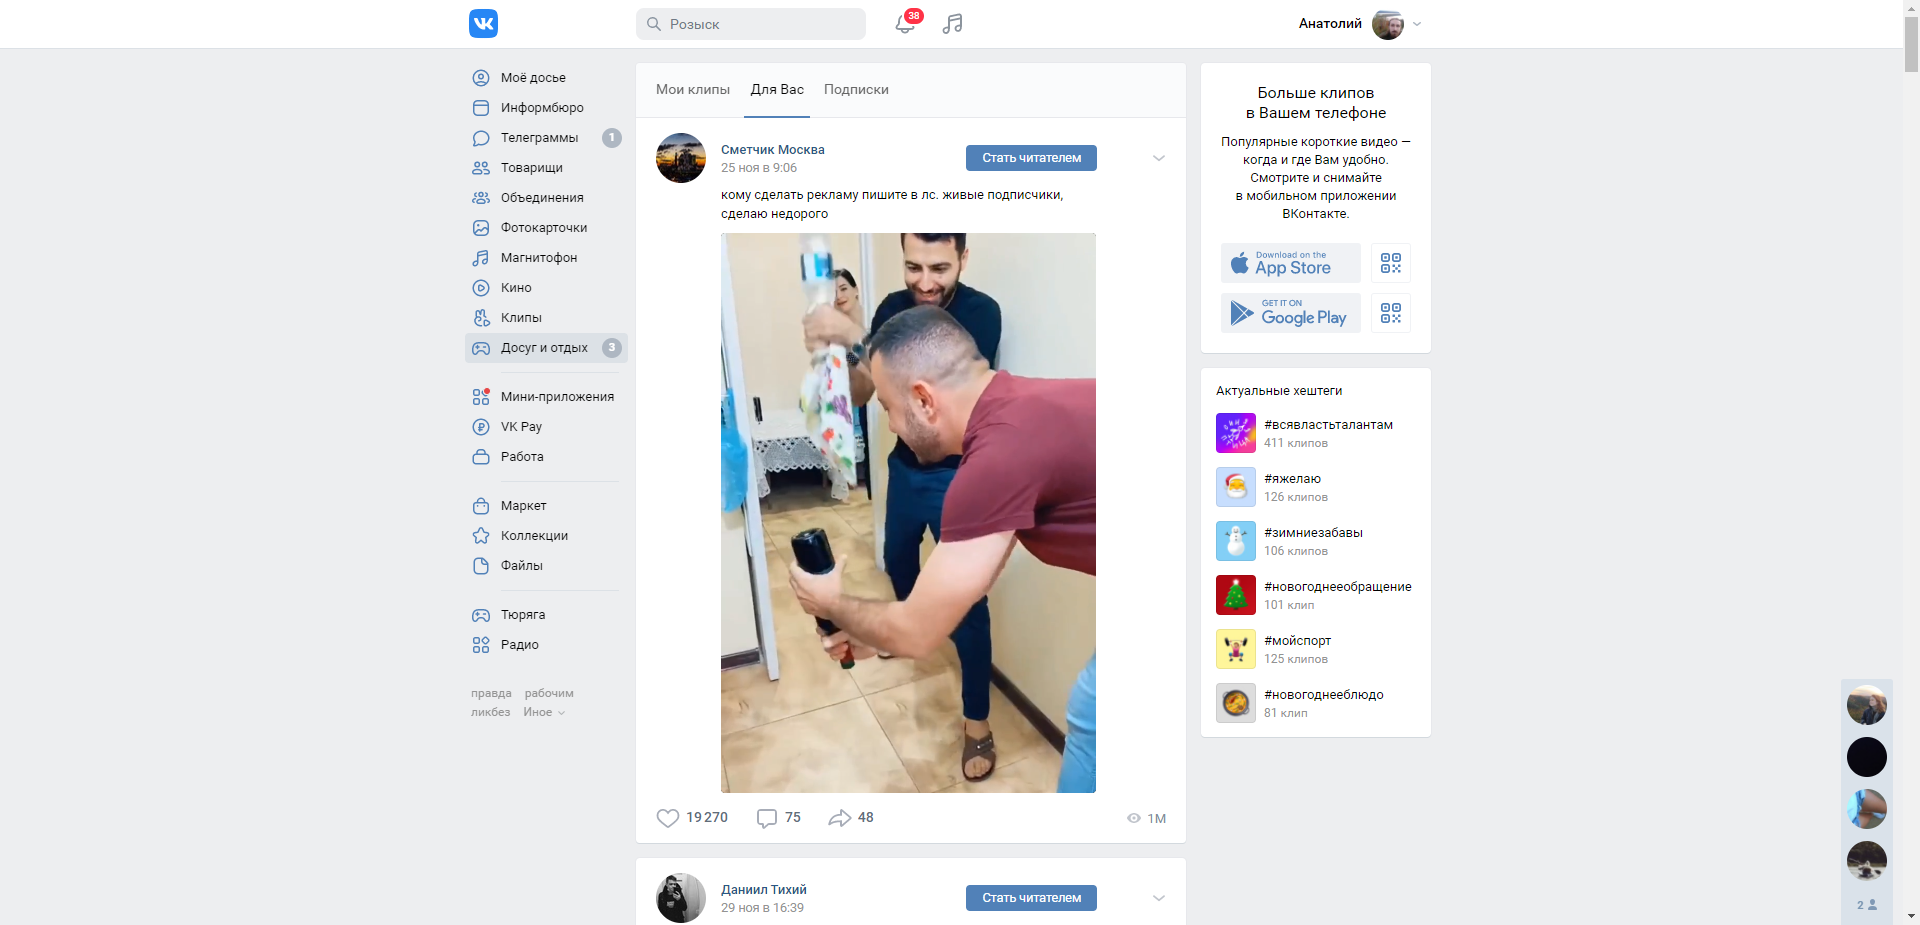 Розыск
38
Анатолий
Моё досье
Информбюро
Телеграммы 1
Товарищи
Объединения
Фотокарточки
Магнитофон
Кино
Клипы
Досуг и отдых 3
Мини-приложения
VK Pay
Работа
Маркет
Коллекции
Файлы
Тюряга
Радио
правда рабочим
ликбез Иное
Мои клипы Для Вас Подписки
Сметчик Москва
25 ноя в 9:06
Стать читателем
кому сделать рекламу пишите в лс. живые подписчики,
сделаю недорого
19 270 75 48 1M
Даниил Тихий
29 ноя в 16:39
Стать читателем
Больше клипов
в Вашем телефоне
Популярные короткие видео —
когда и где Вам удобно.
Смотрите и снимайте
в мобильном приложении
ВКонтакте.
Download on the
App Store
GET IT ON
Google Play
Актуальные хештеги
#всявластьталантам
411 клипов
#яжелаю
126 клипов
#зимниезабавы
106 клипов
#новогоднееобращение
101 клип
#мойспорт
125 клипов
#новогоднееблюдо
81 клип
2